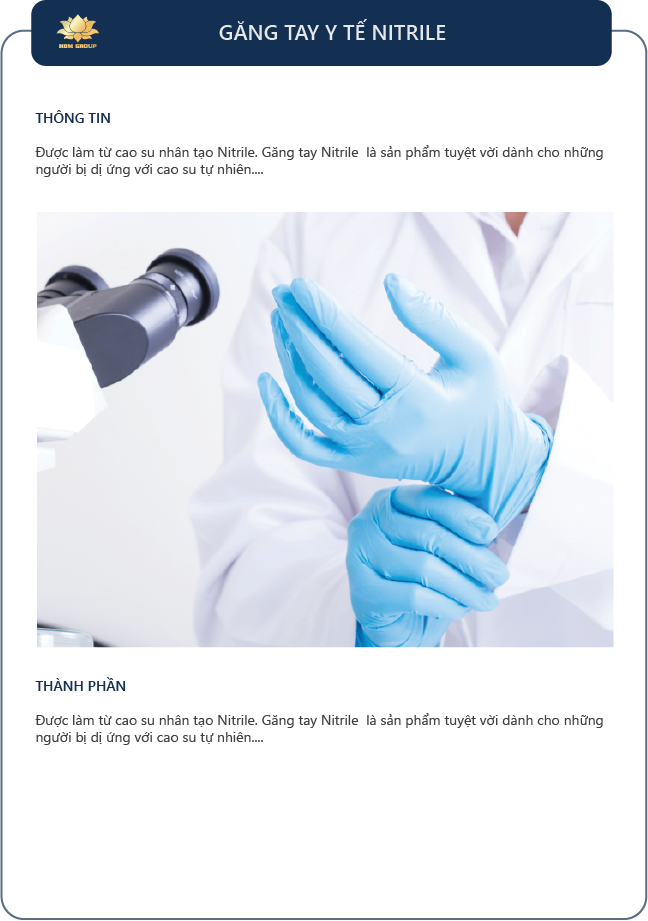 HDM GROUP
GĂNG TAY Y TẾ NITRILE
THÔNG TIN
Được làm từ cao su nhân tạo Nitrile. Găng tay Nitrile là sản phẩm tuyệt vời dành cho những
người bị dị ứng với cao su tự nhiên....
THÀNH PHẦN
Được làm từ cao su nhân tạo Nitrile. Găng tay Nitrile là sản phẩm tuyệt vời dành cho những
người bị dị ứng với cao su tự nhiên....